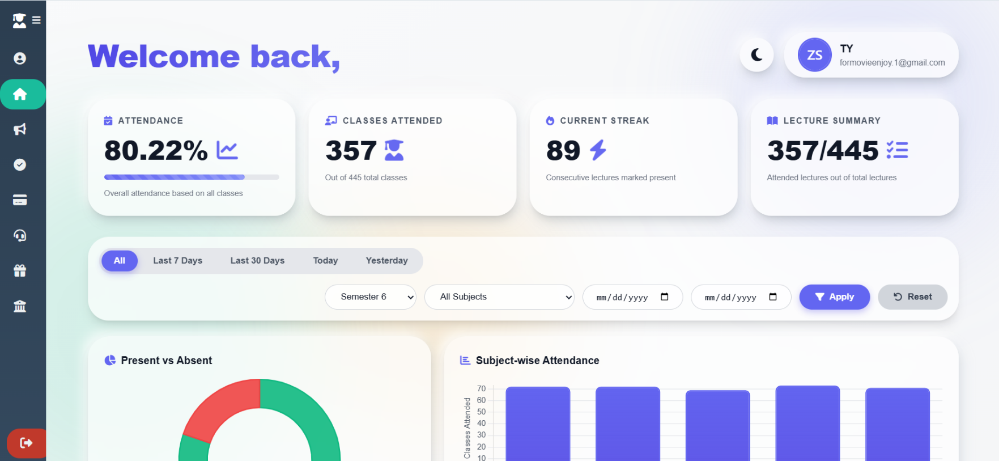 Welcome back,
ZS
TY
formovieenjoy.1@gmail.com
ATTENDANCE
80.22%
Overall attendance based on all classes
CLASSES ATTENDED
357
Out of 445 total classes
CURRENT STREAK
89
Consecutive lectures marked present
LECTURE SUMMARY
357/445
Attended lectures out of total lectures
All
Last 7 Days
Last 30 Days
Today
Yesterday
Semester 6
All Subjects
mm/dd/yyyy
mm/dd/yyyy
Apply
Reset
Present vs Absent
Subject-wise Attendance
Classes Attended
70
60
50
40
30
20
10